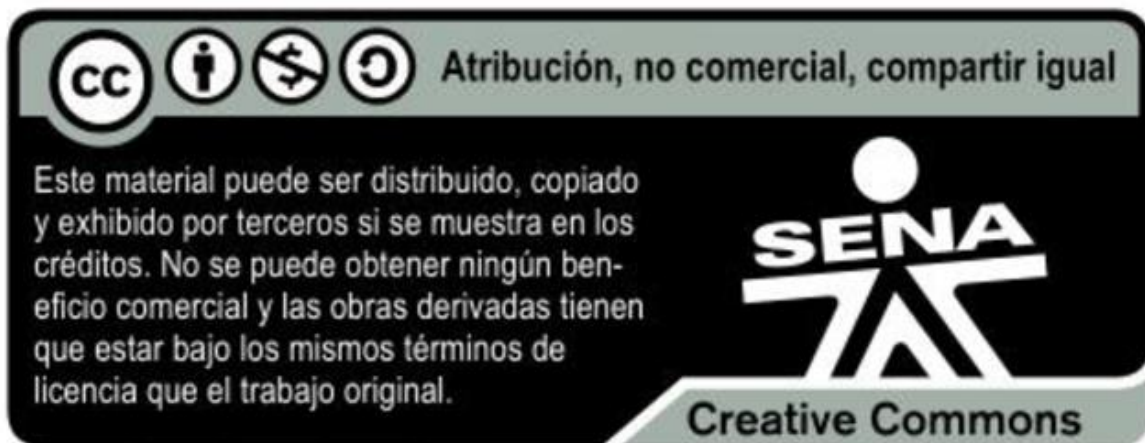 cc Atribución, no comercial, compartir igual
Este material puede ser distribuido, copiado
y exhibido por terceros si se muestra en los
créditos. No se puede obtener ningún ben-
eficio comercial y las obras derivadas tienen
que estar bajo los mismos términos de
licencia que el trabajo original.
SENA
Creative Commons